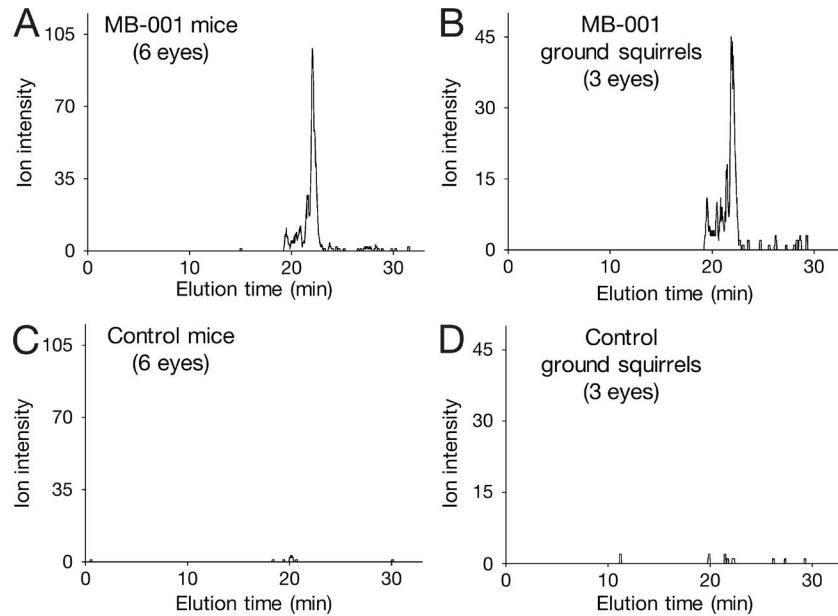 A
MB-001 mice
(6 eyes)
105
70
35
0
Ion intensity
0 10 20 30
Elution time (min)
B
MB-001
ground squirrels
(3 eyes)
45
30
15
0
Ion intensity
0 10 20 30
Elution time (min)
C
Control mice
(6 eyes)
105
70
35
0
Ion intensity
0 10 20 30
Elution time (min)
D
Control
ground squirrels
(3 eyes)
45
30
15
0
Ion intensity
0 10 20 30
Elution time (min)